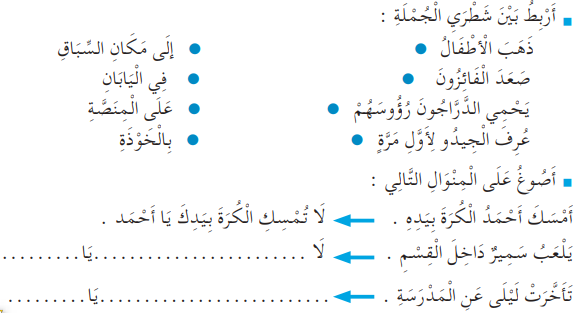 ▪ أَرْبِطُ بَيْنَ شَطْرَيِ الْجُمْلَةِ :
ذَهَبَ الْأَطْفَالُ ● ● إِلَى مَكَانِ السِّبَاقِ
صَعَدَ الْفَائِزُونَ ● ● فِي الْيَابَانِ
يَحْمِي الدَّرَّاجُونَ رُؤُوسَهُمْ ● ● عَلَى الْمِنَصَّةِ
عُرِفَ الْجِيدُو لِأَوَّلِ مَرَّةٍ ● ● بِالْخَوْذَةِ
▪ أَصُوغُ عَلَى الْمِنْوَالِ التَّالِي :
أَمْسَكَ أَحْمَدُ الْكُرَةَ بِيَدِهِ . ← لَا تُمْسِكِ الْكُرَةَ بِيَدِكَ يَا أَحْمَد .
يَلْعَبُ سَمِيرٌ دَاخِلَ الْقِسْمِ . ← لَا ........................يَا.........
تَأَخَّرَتْ لَيْلَى عَنِ الْمَدْرَسَةِ . ← ..........................يَا.........